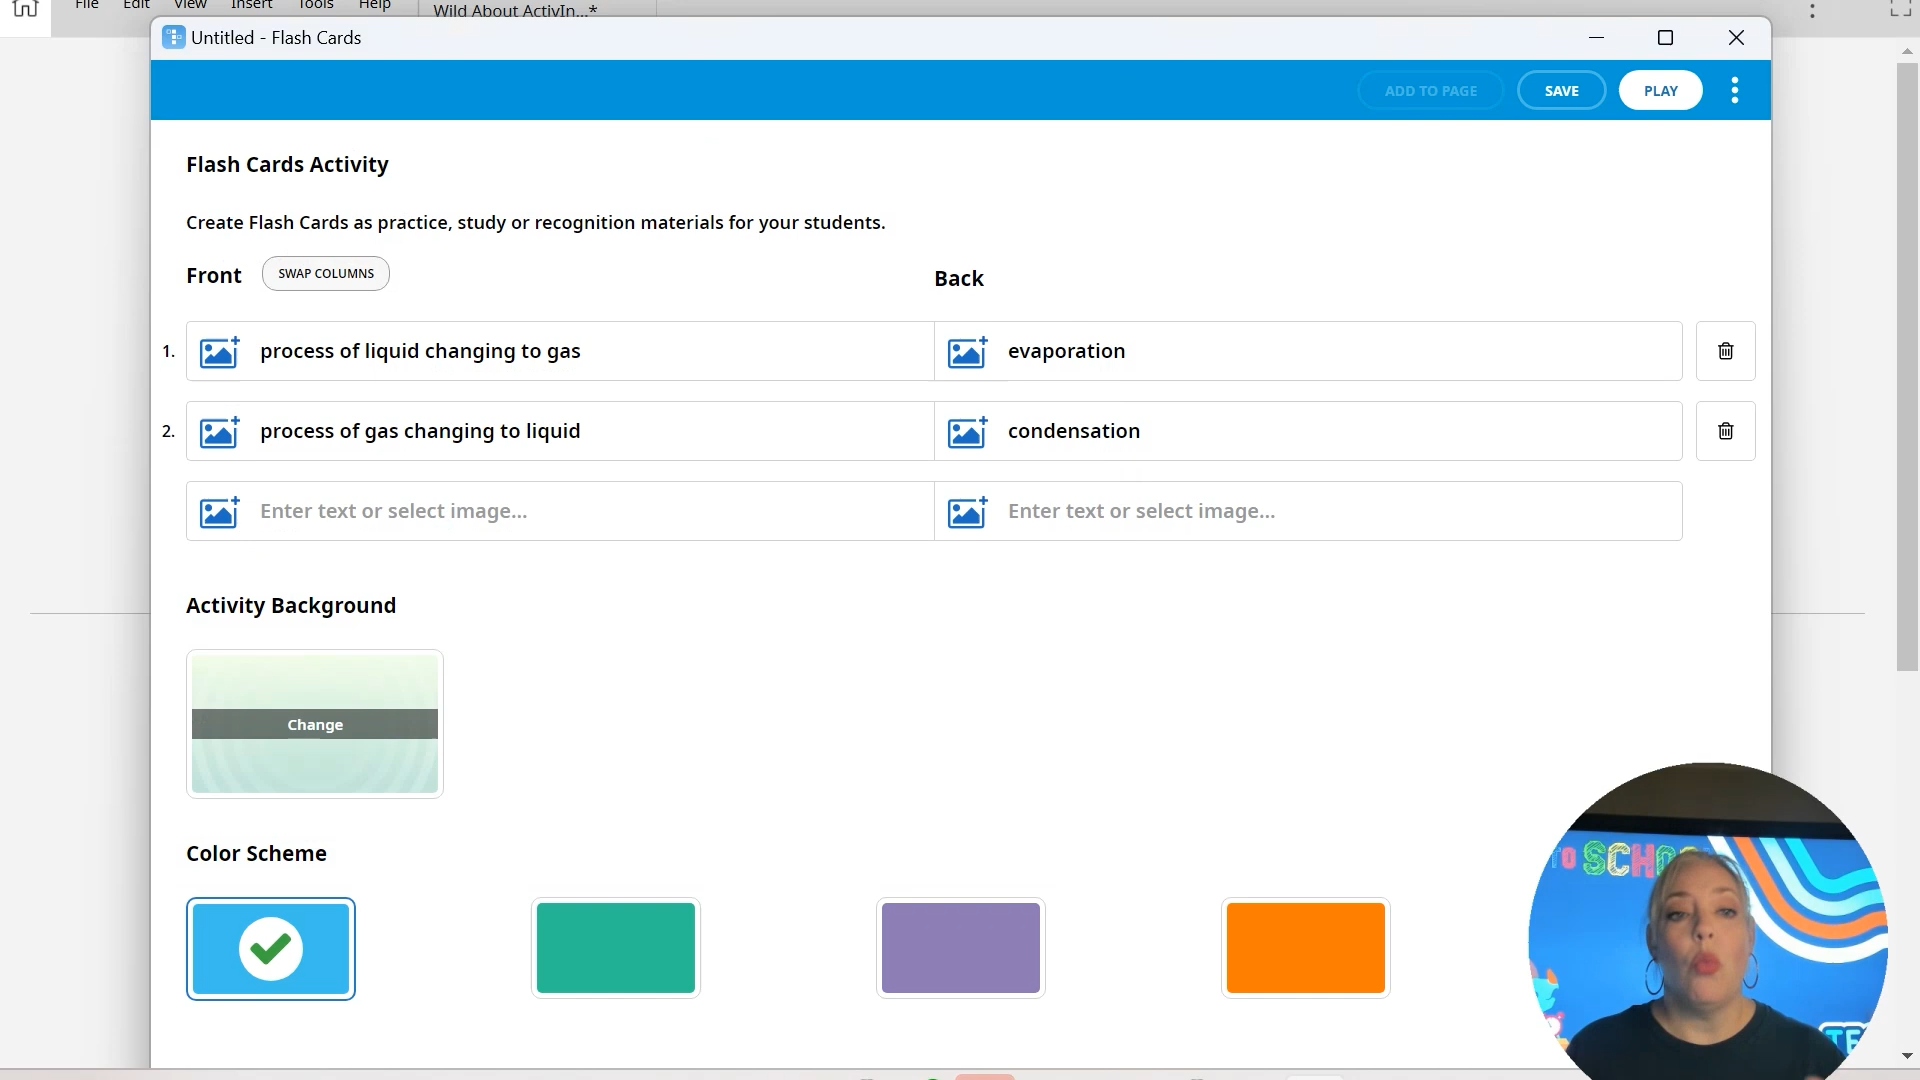 File Edit View Insert Tools Help
Wild About ActivIn...*
Untitled - Flash Cards
ADD TO PAGE SAVE PLAY
Flash Cards Activity
Create Flash Cards as practice, study or recognition materials for your students.
Front SWAP COLUMNS Back
1. process of liquid changing to gas evaporation
2. process of gas changing to liquid condensation
Enter text or select image... Enter text or select image...
Activity Background
Change
Color Scheme
TO SCHO
TE